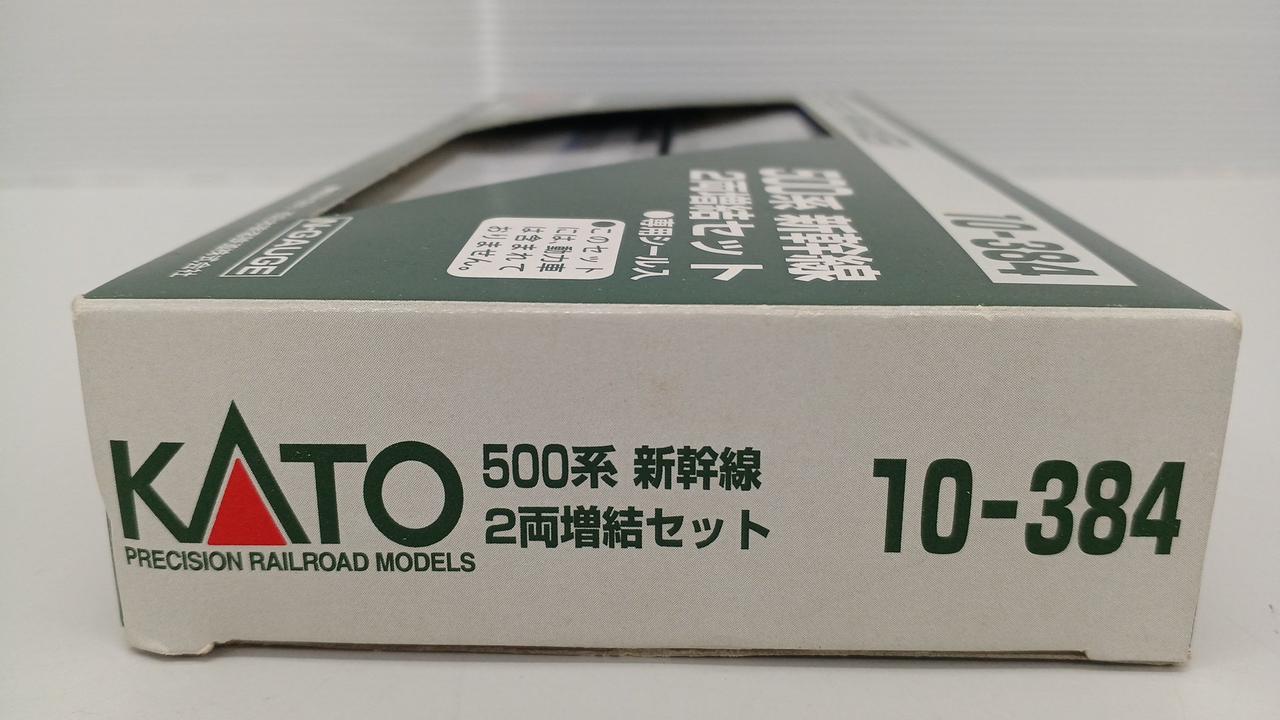 10-384
500系 新幹線
2両増結セット
●専用シール入
●このセット
には動力車
は含まれて
おりません。
N-GAUGE
KATO
PRECISION RAILROAD MODELS
500系 新幹線
2両増結セット
10-384